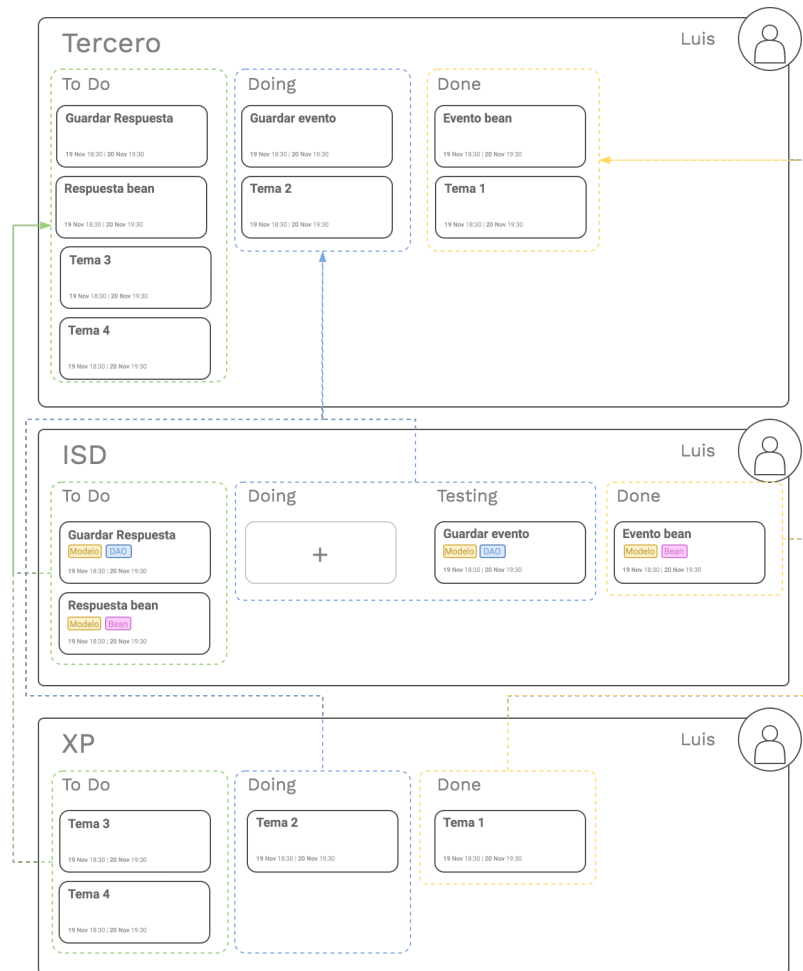 Tercero
Luis
To Do
Doing
Done
Guardar Respuesta
19 Nov 18:30 | 20 Nov 19:30
Guardar evento
19 Nov 18:30 | 20 Nov 19:30
Evento bean
19 Nov 18:30 | 20 Nov 19:30
Respuesta bean
19 Nov 18:30 | 20 Nov 19:30
Tema 2
19 Nov 18:30 | 20 Nov 19:30
Tema 1
19 Nov 18:30 | 20 Nov 19:30
Tema 3
19 Nov 18:30 | 20 Nov 19:30
Tema 4
19 Nov 18:30 | 20 Nov 19:30
ISD
Luis
To Do
Doing
Testing
Done
Guardar Respuesta
Modelo DAO
19 Nov 18:30 | 20 Nov 19:30
+
Guardar evento
Modelo DAO
19 Nov 18:30 | 20 Nov 19:30
Evento bean
Modelo Bean
19 Nov 18:30 | 20 Nov 19:30
Respuesta bean
Modelo Bean
19 Nov 18:30 | 20 Nov 19:30
XP
Luis
To Do
Doing
Done
Tema 3
19 Nov 18:30 | 20 Nov 19:30
Tema 2
19 Nov 18:30 | 20 Nov 19:30
Tema 1
19 Nov 18:30 | 20 Nov 19:30
Tema 4
19 Nov 18:30 | 20 Nov 19:30